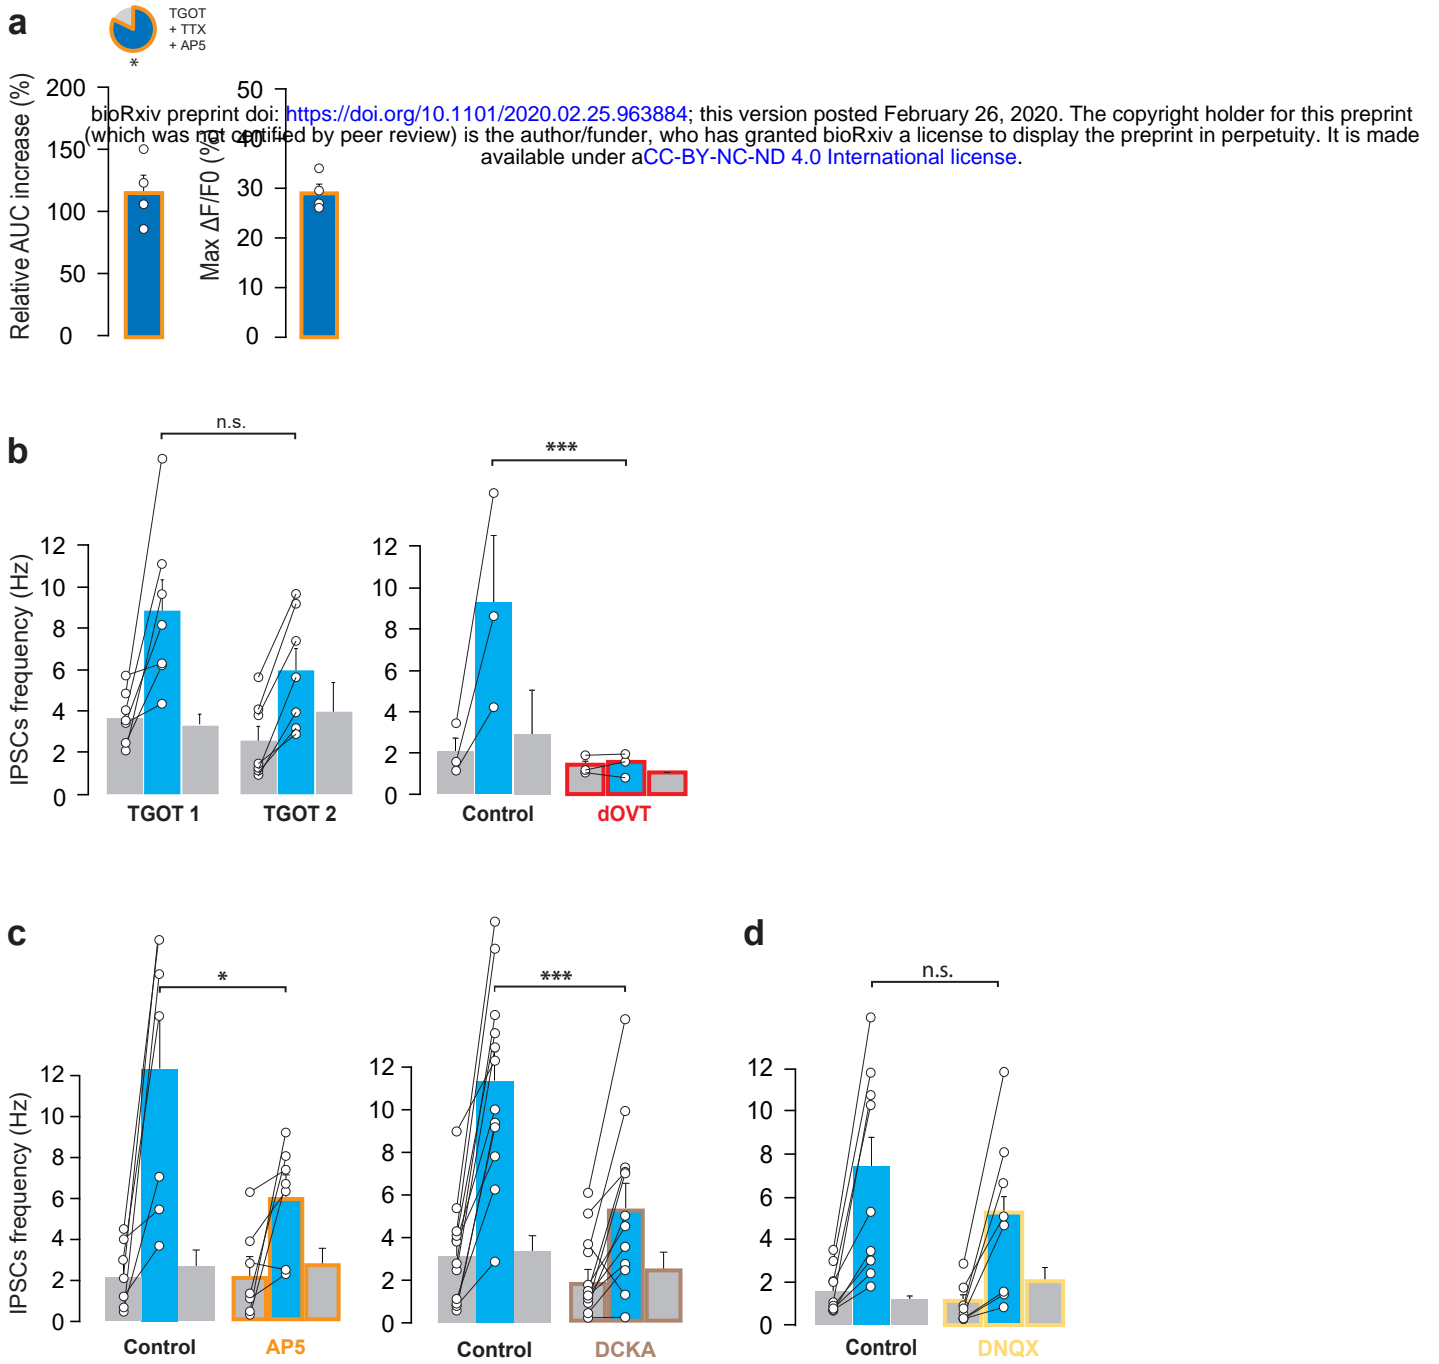 a
TGOT
+ TTX
+ AP5
*
Relative AUC increase (%)
200
150
100
50
0
Max ΔF/F0 (%)
50
40
30
20
10
0
bioRxiv preprint doi: https://doi.org/10.1101/2020.02.25.963884; this version posted February 26, 2020. The copyright holder for this preprint
(which was not certified by peer review) is the author/funder, who has granted bioRxiv a license to display the preprint in perpetuity. It is made
available under aCC-BY-NC-ND 4.0 International license.
b
n.s.
IPSCs frequency (Hz)
12
10
8
6
4
2
0
TGOT 1
TGOT 2
***
12
10
8
6
4
2
0
Control
dOVT
c
*
IPSCs frequency (Hz)
12
10
8
6
4
2
0
Control
AP5
***
12
10
8
6
4
2
0
Control
DCKA
d
n.s.
12
10
8
6
4
2
0
Control
DNQX